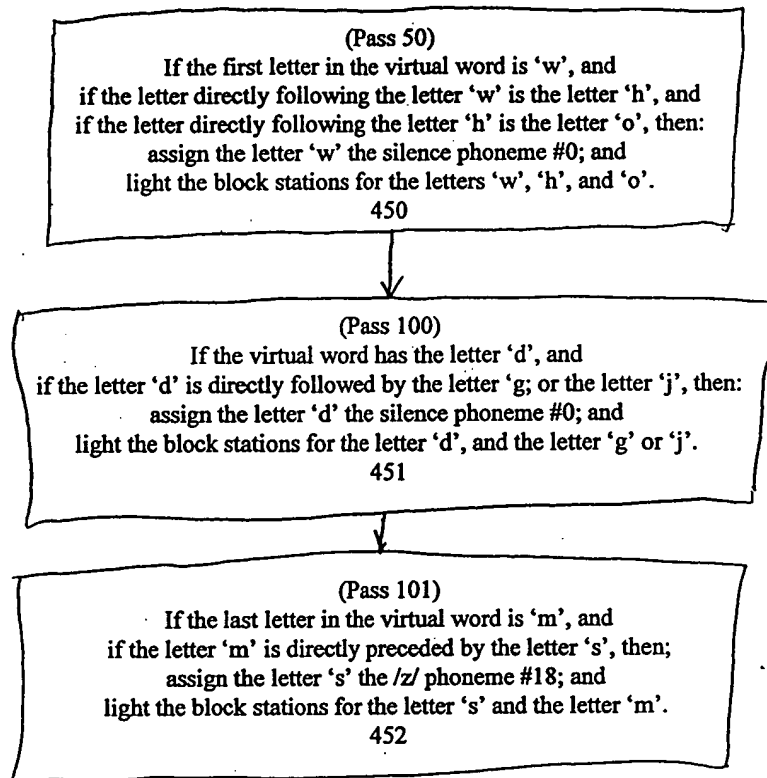 (Pass 50)
If the first letter in the virtual word is ‘w’, and
if the letter directly following the letter ‘w’ is the letter ‘h’, and
if the letter directly following the letter ‘h’ is the letter ‘o’, then:
assign the letter ‘w’ the silence phoneme #0; and
light the block stations for the letters ‘w’, ‘h’, and ‘o’.
450
(Pass 100)
If the virtual word has the letter ‘d’, and
if the letter ‘d’ is directly followed by the letter ‘g; or the letter ‘j’, then:
assign the letter ‘d’ the silence phoneme #0; and
light the block stations for the letter ‘d’, and the letter ‘g’ or ‘j’.
451
(Pass 101)
If the last letter in the virtual word is ‘m’, and
if the letter ‘m’ is directly preceded by the letter ‘s’, then;
assign the letter ‘s’ the /z/ phoneme #18; and
light the block stations for the letter ‘s’ and the letter ‘m’.
452